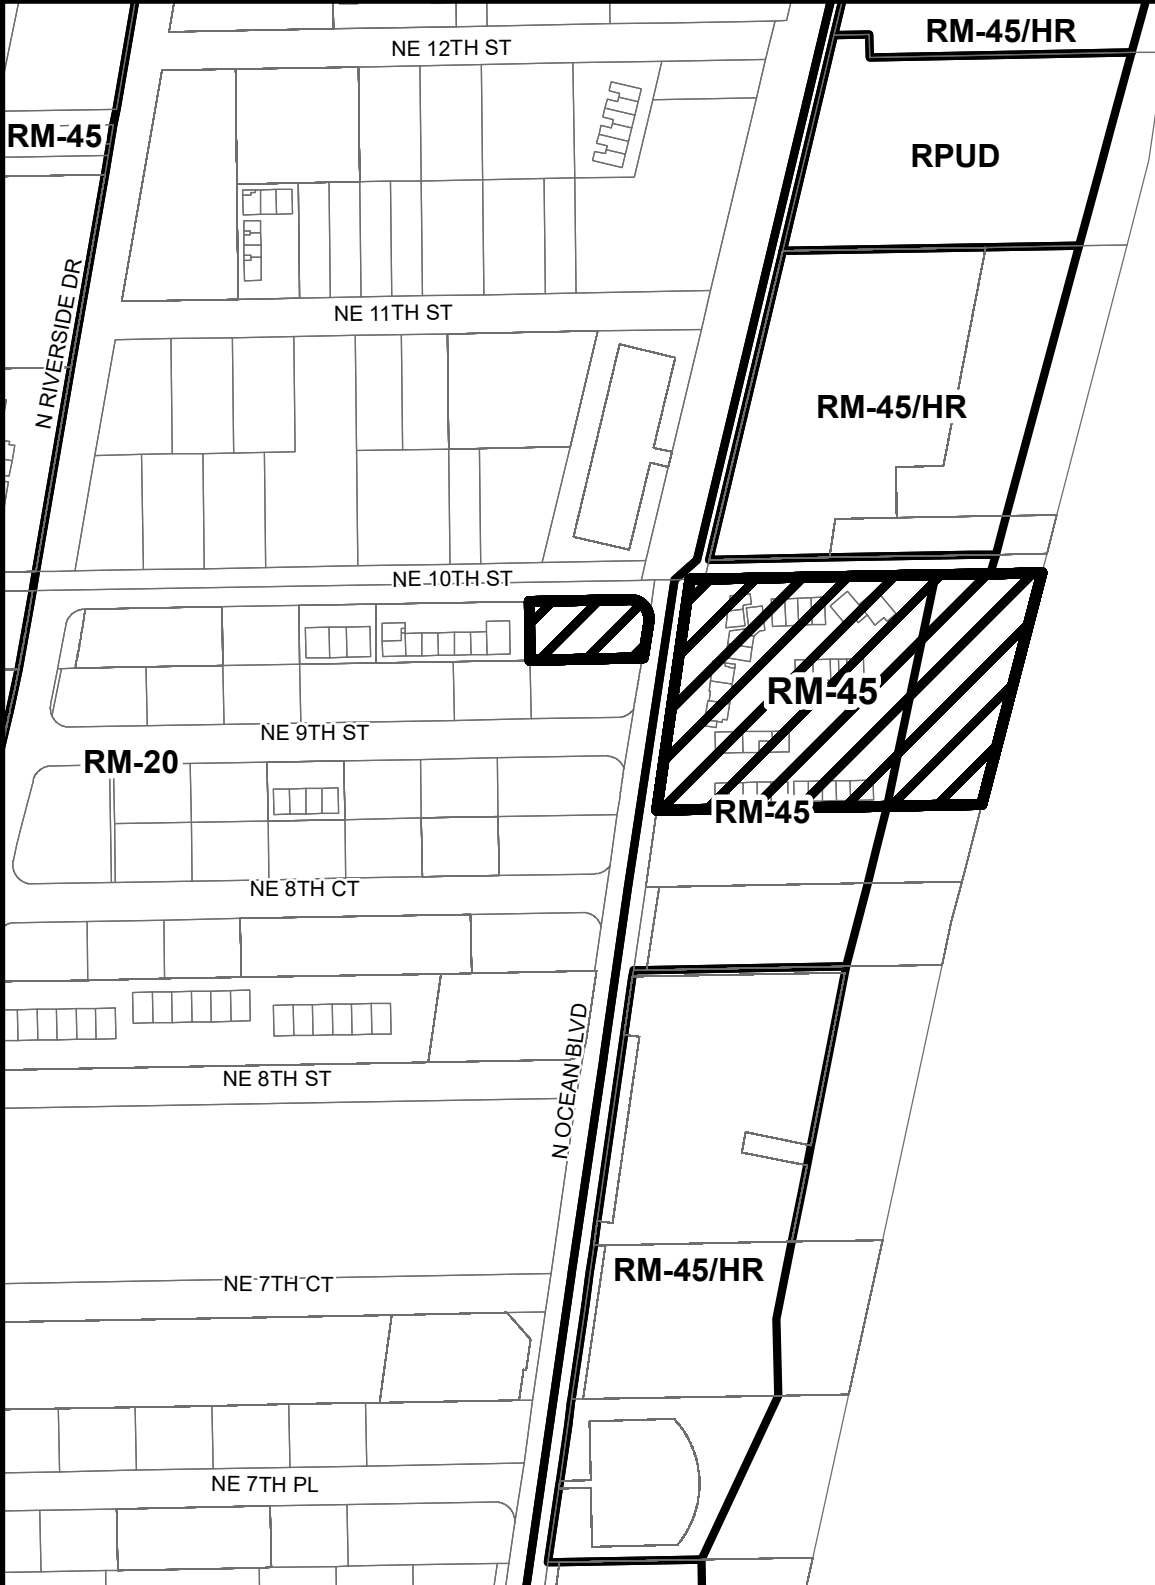 RM-45/HR
NE 12TH ST
RM-45
RPUD
N RIVERSIDE DR
NE 11TH ST
RM-45/HR
NE 10TH ST
RM-45
NE 9TH ST
RM-20
RM-45
NE 8TH CT
N OCEAN BLVD
NE 8TH ST
RM-45/HR
NE 7TH CT
NE 7TH PL